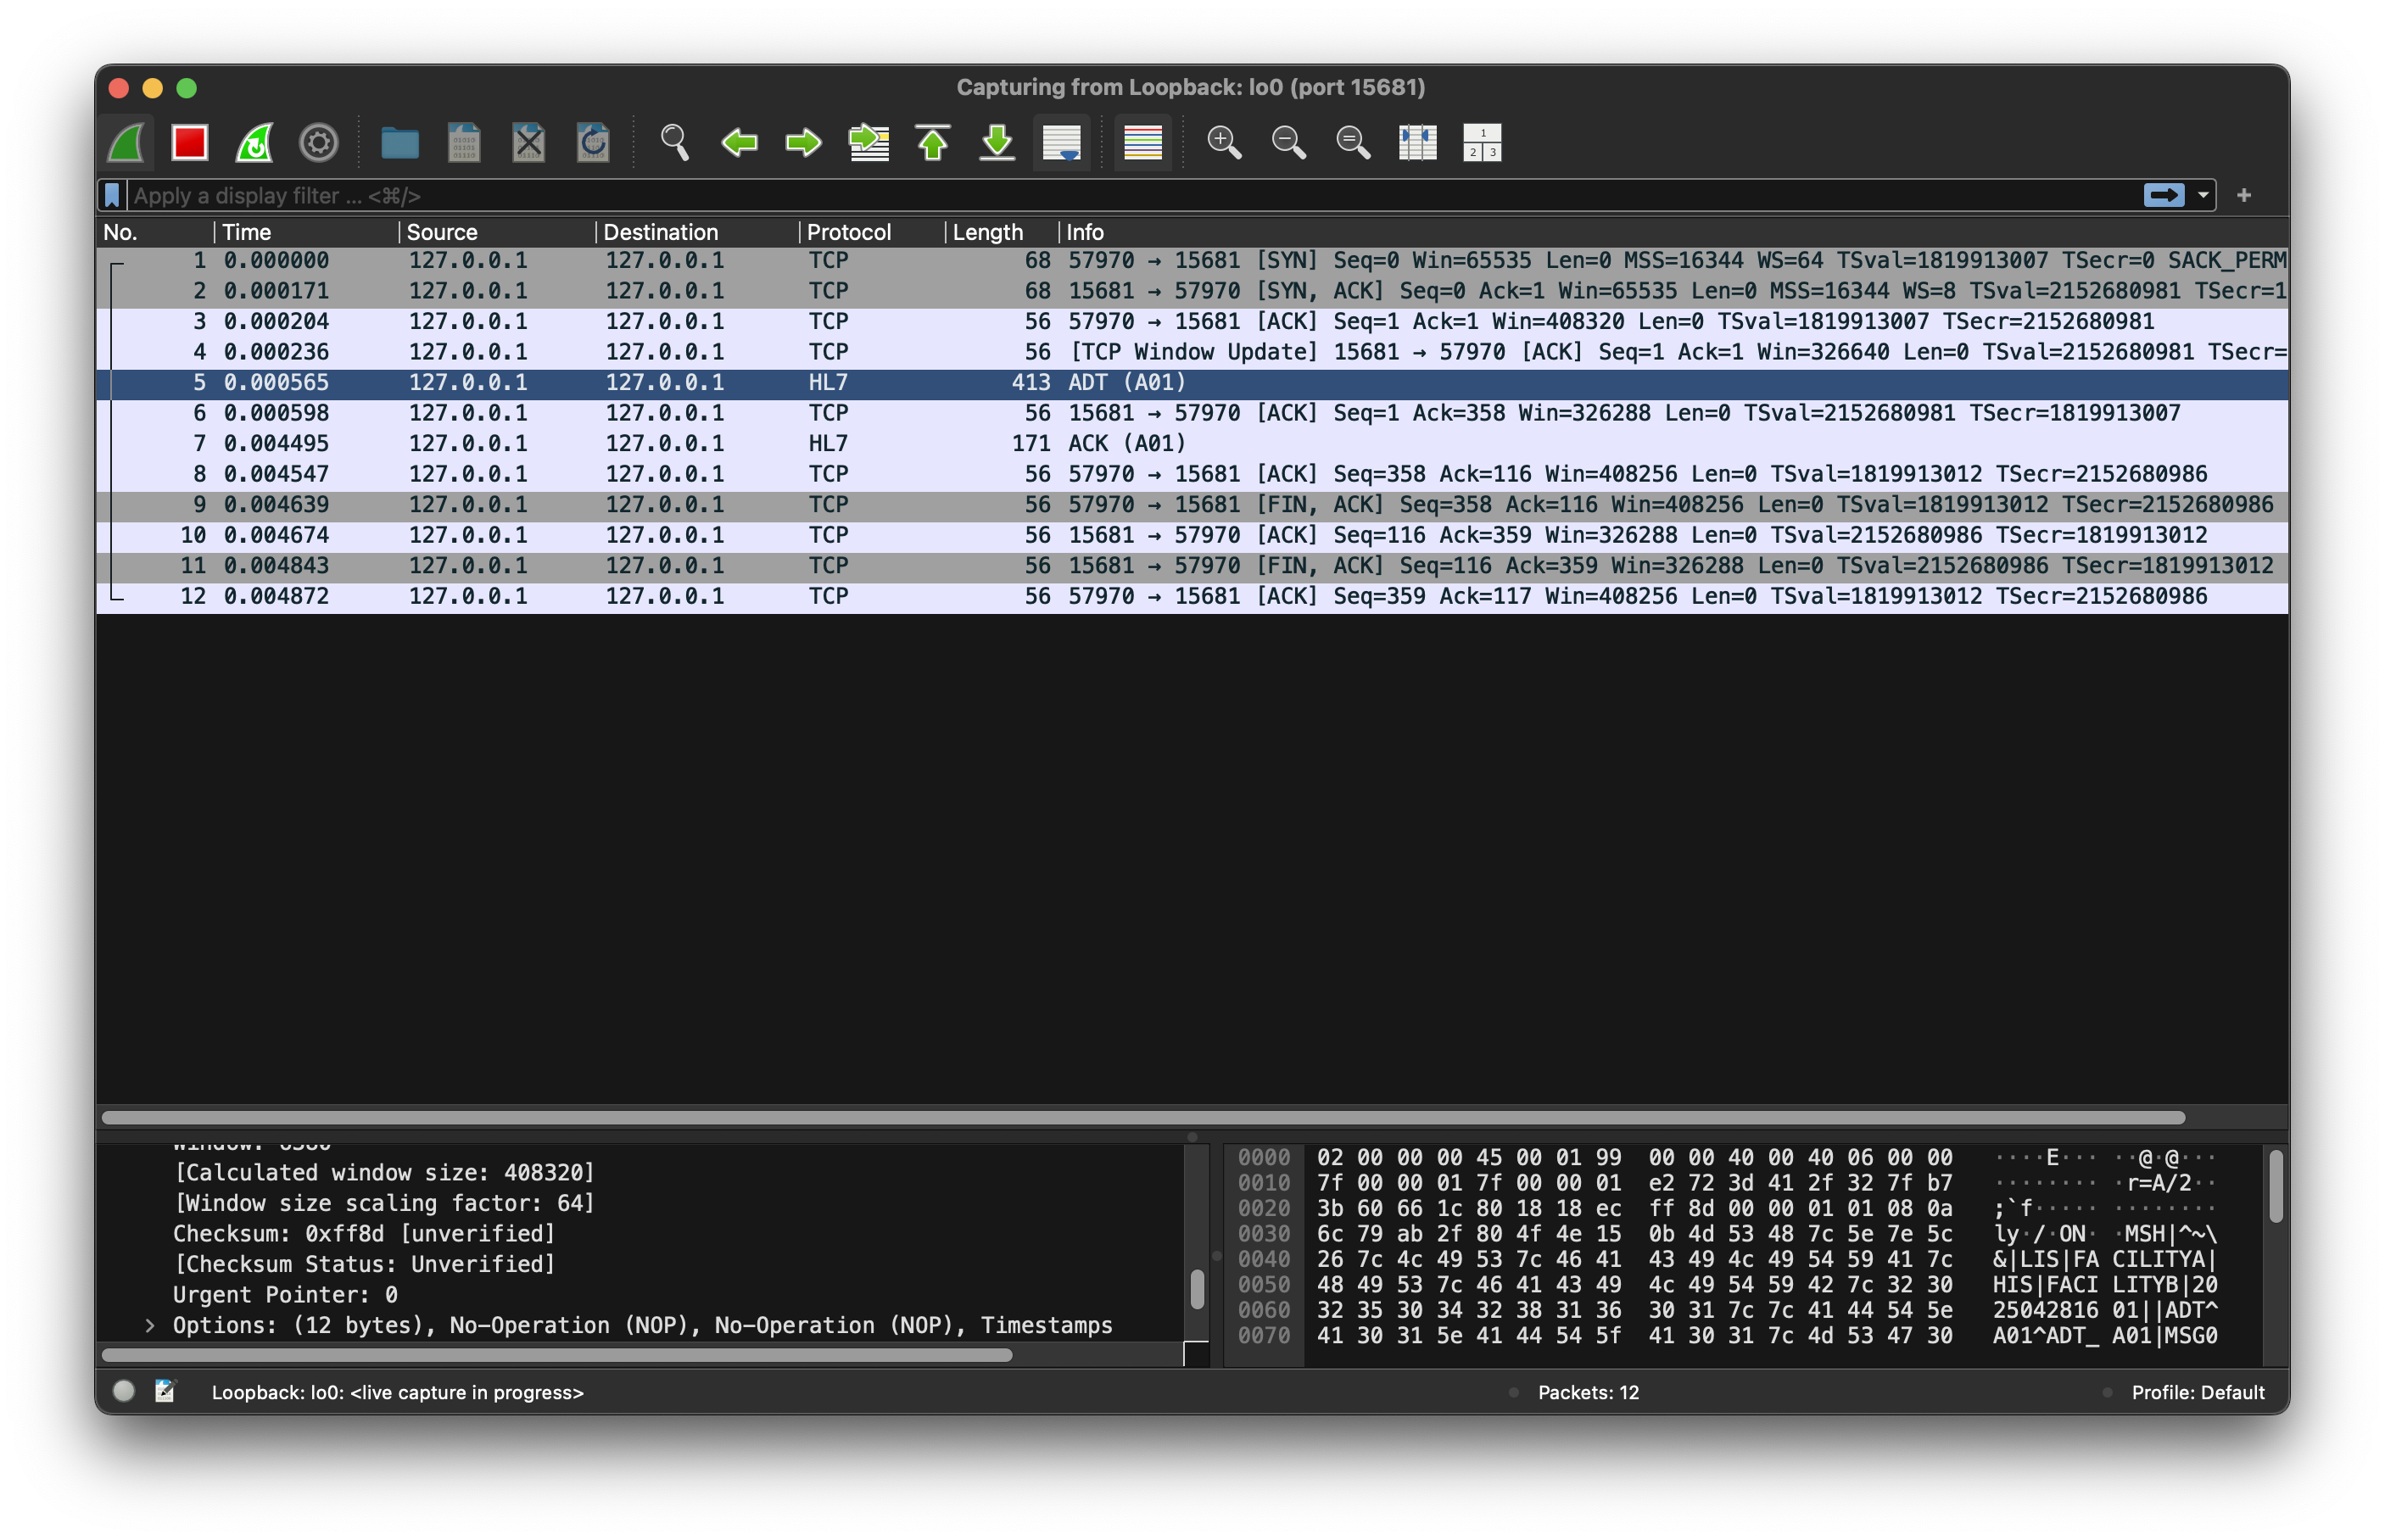 Capturing from Loopback: lo0 (port 15681)
Apply a display filter ... <⌘/>
No. Time Source Destination Protocol Length Info
1 0.000000 127.0.0.1 127.0.0.1 TCP 68 57970 → 15681 [SYN] Seq=0 Win=65535 Len=0 MSS=16344 WS=64 TSval=1819913007 TSecr=0 SACK_PERM
2 0.000171 127.0.0.1 127.0.0.1 TCP 68 15681 → 57970 [SYN, ACK] Seq=0 Ack=1 Win=65535 Len=0 MSS=16344 WS=8 TSval=2152680981 TSecr=1
3 0.000204 127.0.0.1 127.0.0.1 TCP 56 57970 → 15681 [ACK] Seq=1 Ack=1 Win=408320 Len=0 TSval=1819913007 TSecr=2152680981
4 0.000236 127.0.0.1 127.0.0.1 TCP 56 [TCP Window Update] 15681 → 57970 [ACK] Seq=1 Ack=1 Win=326640 Len=0 TSval=2152680981 TSecr=
5 0.000565 127.0.0.1 127.0.0.1 HL7 413 ADT (A01)
6 0.000598 127.0.0.1 127.0.0.1 TCP 56 15681 → 57970 [ACK] Seq=1 Ack=358 Win=326288 Len=0 TSval=2152680981 TSecr=1819913007
7 0.004495 127.0.0.1 127.0.0.1 HL7 171 ACK (A01)
8 0.004547 127.0.0.1 127.0.0.1 TCP 56 57970 → 15681 [ACK] Seq=358 Ack=116 Win=408256 Len=0 TSval=1819913012 TSecr=2152680986
9 0.004639 127.0.0.1 127.0.0.1 TCP 56 57970 → 15681 [FIN, ACK] Seq=358 Ack=116 Win=408256 Len=0 TSval=1819913012 TSecr=2152680986
10 0.004674 127.0.0.1 127.0.0.1 TCP 56 15681 → 57970 [ACK] Seq=116 Ack=359 Win=326288 Len=0 TSval=2152680986 TSecr=1819913012
11 0.004843 127.0.0.1 127.0.0.1 TCP 56 15681 → 57970 [FIN, ACK] Seq=116 Ack=359 Win=326288 Len=0 TSval=2152680986 TSecr=1819913012
12 0.004872 127.0.0.1 127.0.0.1 TCP 56 57970 → 15681 [ACK] Seq=359 Ack=117 Win=408256 Len=0 TSval=1819913012 TSecr=2152680986
[Calculated window size: 408320]
[Window size scaling factor: 64]
Checksum: 0xff8d [unverified]
[Checksum Status: Unverified]
Urgent Pointer: 0
Options: (12 bytes), No-Operation (NOP), No-Operation (NOP), Timestamps
0000 02 00 00 00 45 00 01 99 00 00 40 00 40 06 00 00 ····E··· ··@·@···
0010 7f 00 00 01 7f 00 00 01 e2 72 3d 41 2f 32 7f b7 ········ ·r=A/2··
0020 3b 60 66 1c 80 18 18 ec ff 8d 00 00 01 01 08 0a ;`f····· ········
0030 6c 79 ab 2f 80 4f 4e 15 0b 4d 53 48 7c 5e 7e 5c ly·/·ON· ·MSH|^~\
0040 26 7c 4c 49 53 7c 46 41 43 49 4c 49 54 59 41 7c &|LIS|FA CILITYA|
0050 48 49 53 7c 46 41 43 49 4c 49 54 59 42 7c 32 30 HIS|FACI LITYB|20
0060 32 35 30 34 32 38 31 36 30 31 7c 7c 41 44 54 5e 25042816 01||ADT^
0070 41 30 31 5e 41 44 54 5f 41 30 31 7c 4d 53 47 30 A01^ADT_ A01|MSG0
Loopback: lo0: <live capture in progress>
Packets: 12
Profile: Default